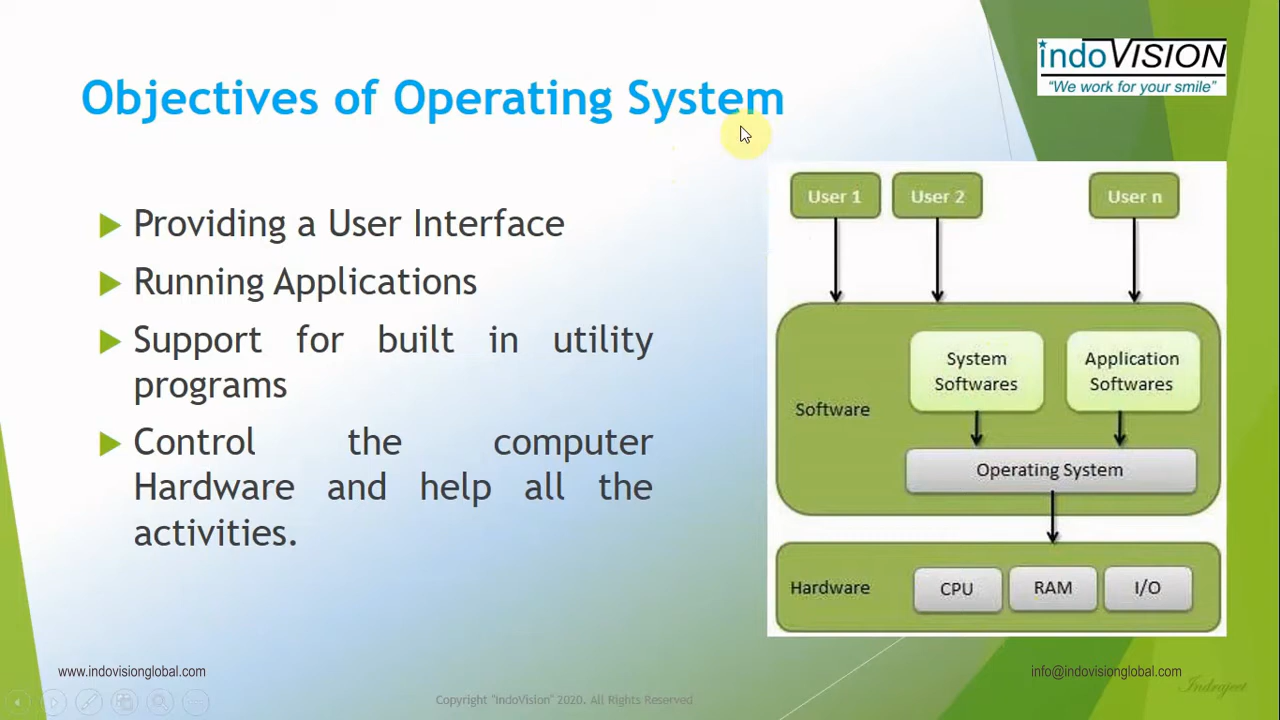 indoVISION
"We work for your smile"
Objectives of Operating System
Providing a User Interface
Running Applications
Support for built in utility
programs
Control the computer
Hardware and help all the
activities.
User 1
User 2
User n
System
Softwares
Application
Softwares
Software
Operating System
Hardware
CPU
RAM
I/O
www.indovisionglobal.com
info@indovisionglobal.com
Copyright "IndoVision" 2020. All Rights Reserved
Indrajeet